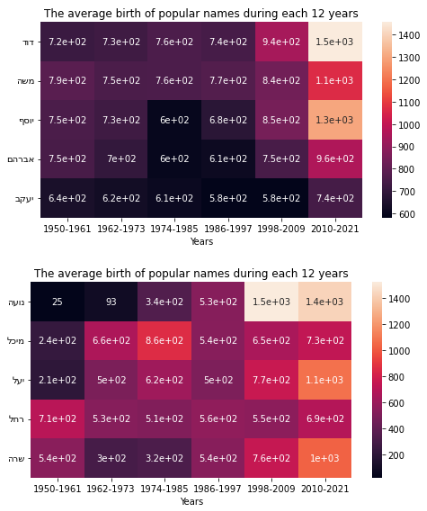 The average birth of popular names during each 12 years
דוד 7.2e+02 7.3e+02 7.6e+02 7.4e+02 9.4e+02 1.5e+03
משה 7.9e+02 7.5e+02 7.6e+02 7.7e+02 8.4e+02 1.1e+03
יוסף 7.5e+02 7.3e+02 6e+02 6.8e+02 8.5e+02 1.3e+03
אברהם 7.5e+02 7e+02 6e+02 6.1e+02 7.5e+02 9.6e+02
יעקב 6.4e+02 6.2e+02 6.1e+02 5.8e+02 5.8e+02 7.4e+02
1950-1961 1962-1973 1974-1985 1986-1997 1998-2009 2010-2021
Years
1400
1300
1200
1100
1000
900
800
700
600
The average birth of popular names during each 12 years
נועה 25 93 3.4e+02 5.3e+02 1.5e+03 1.4e+03
מיכל 2.4e+02 6.6e+02 8.6e+02 5.4e+02 6.5e+02 7.3e+02
יעל 2.1e+02 5e+02 6.2e+02 5e+02 7.7e+02 1.1e+03
רחל 7.1e+02 5.3e+02 5.1e+02 5.6e+02 5.5e+02 6.9e+02
שרה 5.4e+02 3e+02 3.2e+02 5.4e+02 7.6e+02 1e+03
1950-1961 1962-1973 1974-1985 1986-1997 1998-2009 2010-2021
Years
1400
1200
1000
800
600
400
200